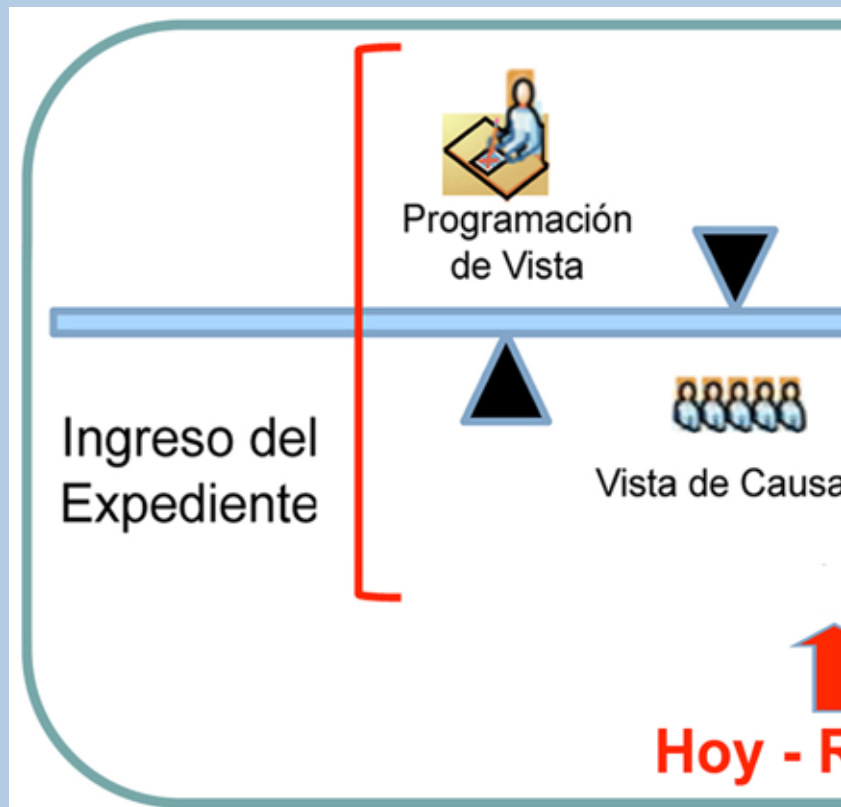 Programación
de Vista
Ingreso del
Expediente
Vista de Causa
Hoy -